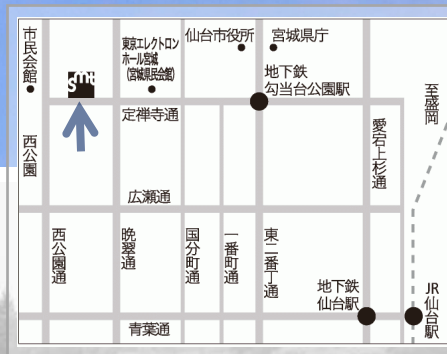 市民会館
smt
東京エレクトロン
ホール宮城
(宮城県民会館)
仙台市役所
宮城県庁
地下鉄
勾当台公園駅
至盛岡
定禅寺通
西公園
愛宕上杉通
広瀬通
西公園通
晩翠通
国分町通
一番町通
東二番丁通
地下鉄
仙台駅
JR
仙台駅
青葉通